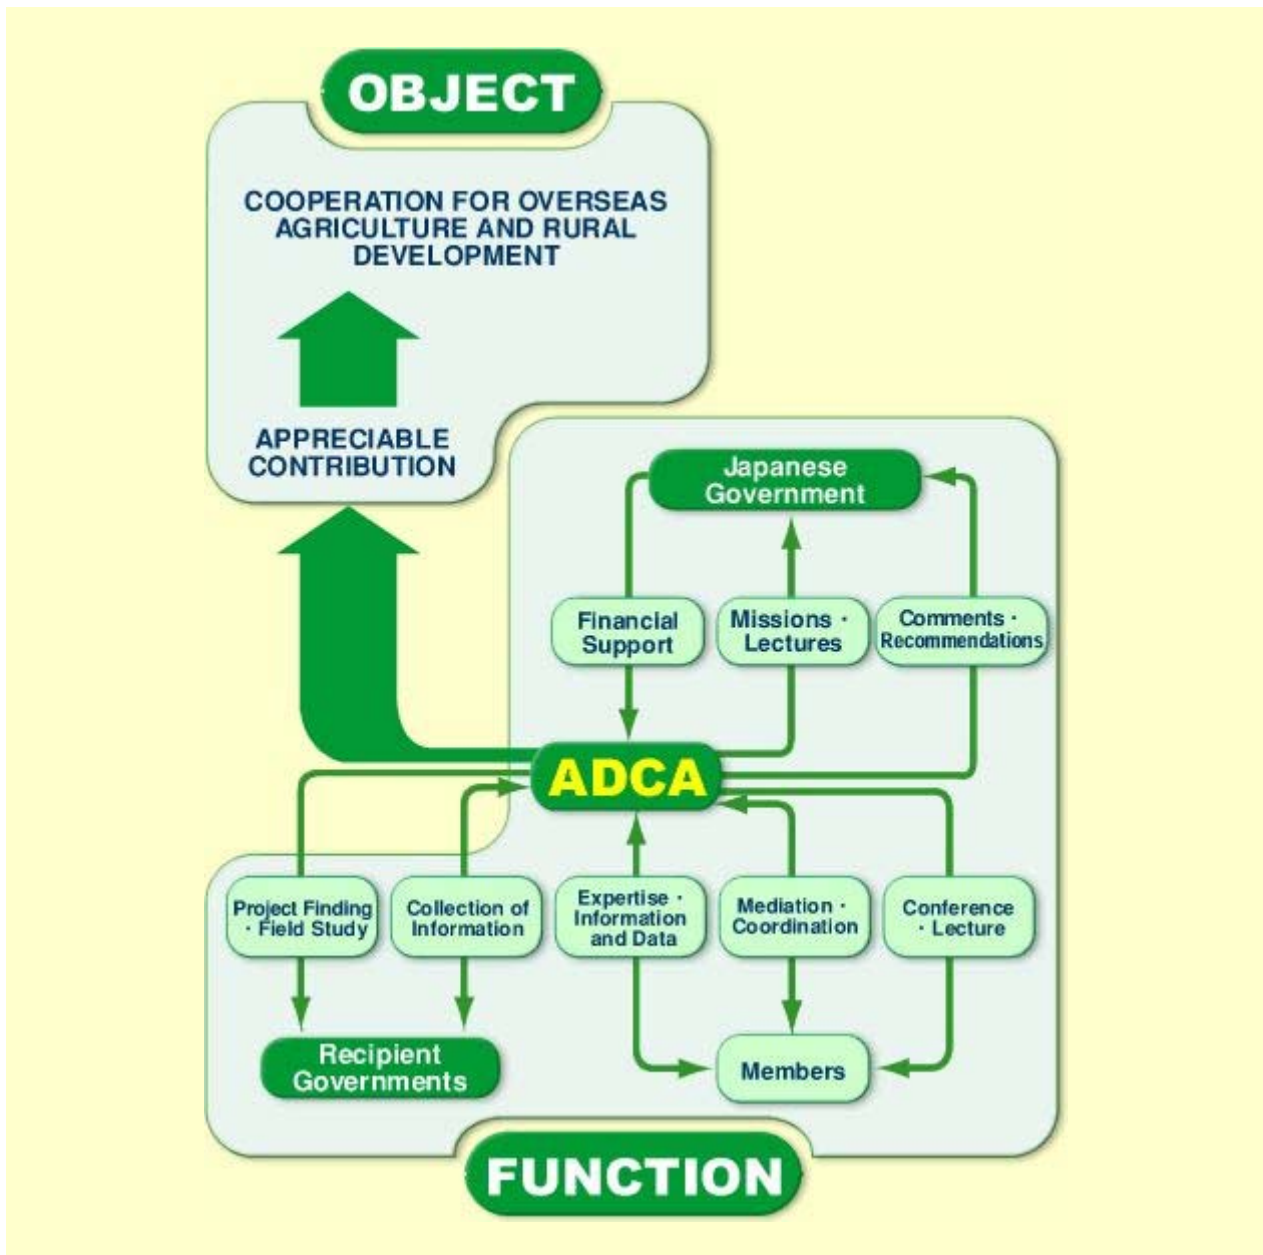 OBJECT
COOPERATION FOR OVERSEAS
AGRICULTURE AND RURAL
DEVELOPMENT
APPRECIABLE
CONTRIBUTION
Japanese
Government
Financial
Support
Missions・
Lectures
Comments・
Recommendations
ADCA
Project Finding
・Field Study
Collection of
Information
Expertise・
Information
and Data
Mediation・
Coordination
Conference
・Lecture
Recipient
Governments
Members
FUNCTION